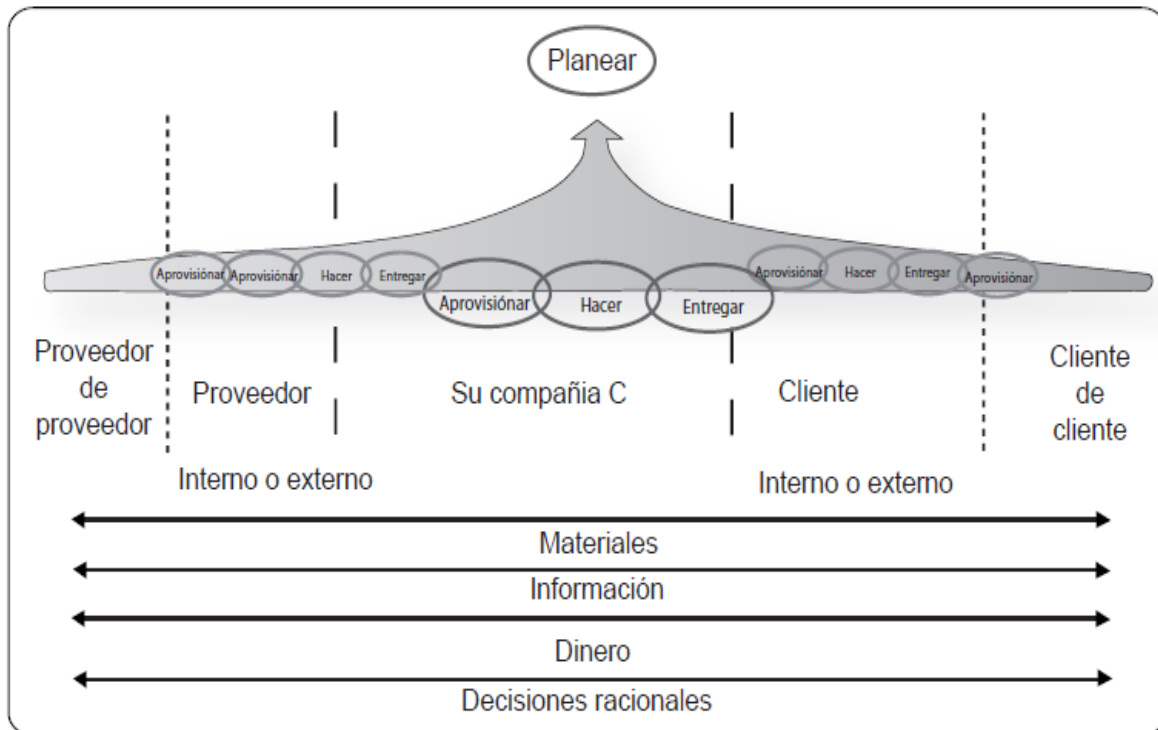 Planear
Aprovisiónar Aprovisiónar Hacer Entregar Aprovisiónar Hacer Entregar Aprovisiónar
Aprovisiónar Hacer Entregar
Proveedor
de
proveedor
Proveedor
Su compañia C
Cliente
Cliente
de
cliente
Interno o externo
Interno o externo
Materiales
Información
Dinero
Decisiones racionales